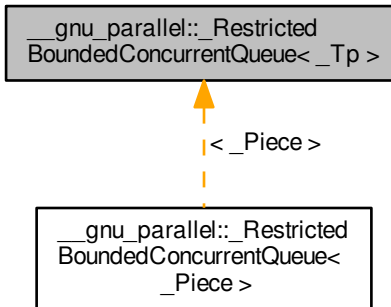 __gnu_parallel::_Restricted
BoundedConcurrentQueue< _Tp >
< _Piece >
__gnu_parallel::_Restricted
BoundedConcurrentQueue<
_Piece >